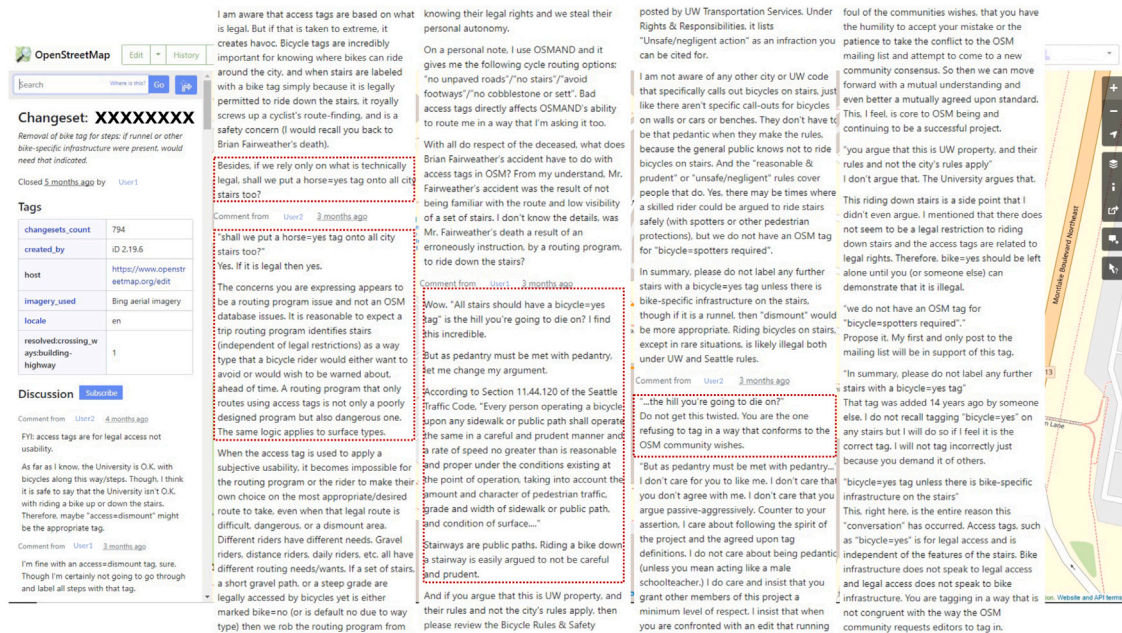 OpenStreetMap
Edit
History
Search
Where is this?
Go
Changeset: XXXXXXXX
Removal of bike tag for steps: if runnel or other
bike-specific infrastructure were present, would
need that indicated.
Closed 5 months ago by User1
Tags
changesets_count 794
created_by iD 2.19.6
host https://www.openstr
eetmap.org/edit
imagery_used Bing aerial imagery
locale en
resolved:crossing_w
ays:building-
highway 1
Discussion Subscribe
Comment from User2 4 months ago
FYI: access tags are for legal access not
usability.
As far as I know, the University is O.K. with
bicycles along this way/steps. Though, I think
it is safe to say that the University isn't O.K.
with riding a bike up or down the stairs.
Therefore, maybe "access=dismount" might
be the appropriate tag.
Comment from User1 3 months ago
I'm fine with an access=dismount tag, sure.
Though I'm certainly not going to go through
and label all steps with that tag.
I am aware that access tags are based on what
is legal. But if that is taken to extreme, it
creates havoc. Bicycle tags are incredibly
important for knowing where bikes can ride
around the city, and when stairs are labeled
with a bike tag simply because it is legally
permitted to ride down the stairs, it royally
screws up a cyclist's route-finding, and is a
safety concern (I would recall you back to
Brian Fairweather's death).
Besides, if we rely only on what is technically
legal, shall we put a horse=yes tag onto all city
stairs too?
Comment from User2 3 months ago
"shall we put a horse=yes tag onto all city
stairs too?"
Yes. If it is legal then yes.
The concerns you are expressing appears to
be a routing program issue and not an OSM
database issues. It is reasonable to expect a
trip routing program identifies stairs
(independent of legal restrictions) as a way
type that a bicycle rider would either want to
avoid or would wish to be warned about,
ahead of time. A routing program that only
routes using access tags is not only a poorly
designed program but also dangerous one.
The same logic applies to surface types.
When the access tag is used to apply a
subjective usability, it becomes impossible for
the routing program or the rider to make their
own choice on the most appropriate/desired
route to take, even when that legal route is
difficult, dangerous, or a dismount area.
Different riders have different needs. Gravel
riders, distance riders, daily riders, etc. all have
different routing needs/wants. If a set of stairs,
a short gravel path, or a steep grade are
legally accessed by bicycles yet is either
marked bike=no (or is default no due to way
type) then we rob the routing program from
knowing their legal rights and we steal their
personal autonomy.
On a personal note, I use OSMAND and it
gives me the following cycle routing options:
"no unpaved roads"/"no stairs"/"avoid
footways"/"no cobblestone or sett". Bad
access tags directly affects OSMAND's ability
to route me in a way that I'm asking it too.
With all do respect of the deceased, what does
Brian Fairweather's accident have to do with
access tags in OSM? From my understand, Mr.
Fairweather's accident was the result of not
being familiar with the route and low visibility
of a set of stairs. I don't know the details, was
Mr. Fairweather's death a result of an
erroneously instruction, by a routing program,
to ride down the stairs?
Comment from User1 3 months ago
Wow. "All stairs should have a bicycle=yes
tag" is the hill you're going to die on? I find
this incredible.
But as pedantry must be met with pedantry,
let me change my argument.
According to Section 11.44.120 of the Seattle
Traffic Code, "Every person operating a bicycle
upon any sidewalk or public path shall operate
the same in a careful and prudent manner and
a rate of speed no greater than is reasonable
and proper under the conditions existing at
the point of operation, taking into account the
amount and character of pedestrian traffic,
grade and width of sidewalk or public path,
and condition of surface...."
Stairways are public paths. Riding a bike down
a stairway is easily argued to not be careful
and prudent.
And if you argue that this is UW property, and
their rules and not the city's rules apply, then
please review the Bicycle Rules & Safety
posted by UW Transportation Services. Under
Rights & Responsibilities, it lists
"Unsafe/negligent action" as an infraction you
can be cited for.
I am not aware of any other city or UW code
that specifically calls out bicycles on stairs, just
like there aren't specific call-outs for bicycles
on walls or cars or benches. They don't have to
be that pedantic when they make the rules,
because the general public knows not to ride
bicycles on stairs. And the "reasonable &
prudent" or "unsafe/negligent" rules cover
people that do. Yes, there may be times where
a skilled rider could be argued to ride stairs
safely (with spotters or other pedestrian
protections), but we do not have an OSM tag
for "bicycle=spotters required".
In summary, please do not label any further
stairs with a bicycle=yes tag unless there is
bike-specific infrastructure on the stairs,
though if it is a runnel, then "dismount" would
be more appropriate. Riding bicycles on stairs,
except in rare situations, is likely illegal both
under UW and Seattle rules.
Comment from User2 3 months ago
"...the hill you're going to die on?"
Do not get this twisted. You are the one
refusing to tag in a way that conforms to the
OSM community wishes.
"But as pedantry must be met with pedantry..."
I don't care for you to like me. I don't care that
you don't agree with me. I don't care that you
argue passive-aggressively. Counter to your
assertion, I care about following the spirit of
the project and the agreed upon tag
definitions. I do not care about being pedantic
(unless you mean acting like a male
schoolteacher.) I do care and insist that you
grant other members of this project a
minimum level of respect. I insist that when
you are confronted with an edit that running
foul of the communities wishes, that you have
the humility to accept your mistake or the
patience to take the conflict to the OSM
mailing list and attempt to come to a new
community consensus. So then we can move
forward with a mutual understanding and
even better a mutually agreed upon standard.
This, I feel, is core to OSM being and
continuing to be a successful project.
"you argue that this is UW property, and their
rules and not the city's rules apply"
I don't argue that. The University argues that.
This riding down stairs is a side point that I
didn't even argue. I mentioned that there does
not seem to be a legal restriction to riding
down stairs and the access tags are related to
legal rights. Therefore, bike=yes should be left
alone until you (or someone else) can
demonstrate that it is illegal.
"we do not have an OSM tag for
"bicycle=spotters required"."
Propose it. My first and only post to the
mailing list will be in support of this tag.
"In summary, please do not label any further
stairs with a bicycle=yes tag"
That tag was added 14 years ago by someone
else. I do not recall tagging "bicycle=yes" on
any stairs but I will do so if I feel it is the
correct tag. I will not tag incorrectly just
because you demand it of others.
"bicycle=yes tag unless there is bike-specific
infrastructure on the stairs"
This, right here, is the entire reason this
"conversation" has occurred. Access tags, such
as "bicycle=yes" is for legal access and is
independent of the features of the stairs. Bike
infrastructure does not speak to legal access
and legal access does not speak to bike
infrastructure. You are tagging in a way that is
not congruent with the way the OSM
community requests editors to tag in.
Montlake Boulevard Northeast
13
n Lane
Website and API terms